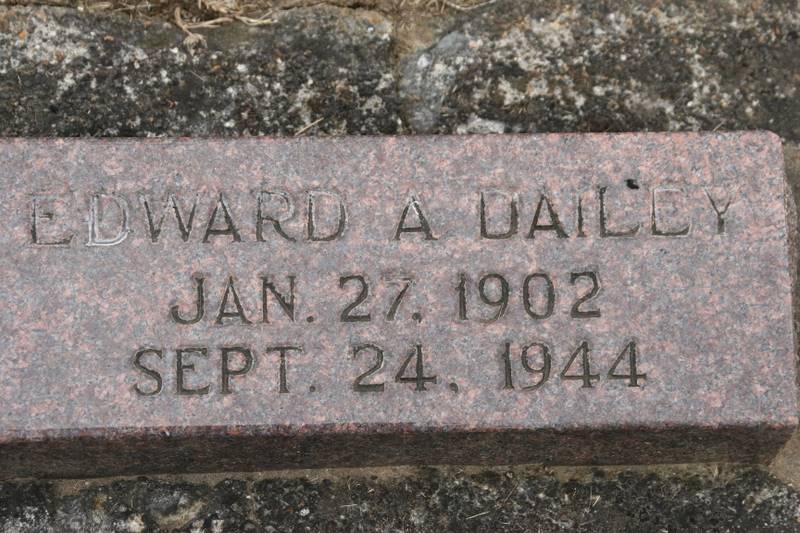 EDWARD A DAILEY
JAN. 27, 1902
SEPT. 24, 1944